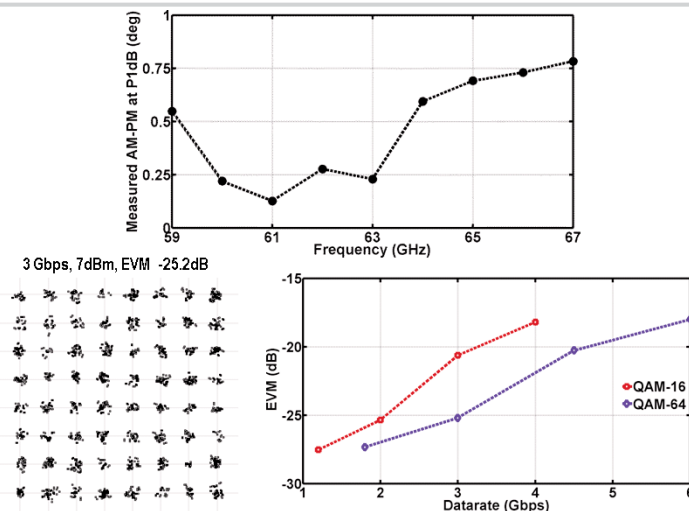 Measured AM-PM at P1dB (deg)
1
0.75
0.5
0.25
0
59
61
63
65
67
Frequency (GHz)
3 Gbps, 7dBm, EVM -25.2dB
EVM (dB)
-15
-20
-25
-30
QAM-16
QAM-64
1
2
3
4
5
6
Datarate (Gbps)